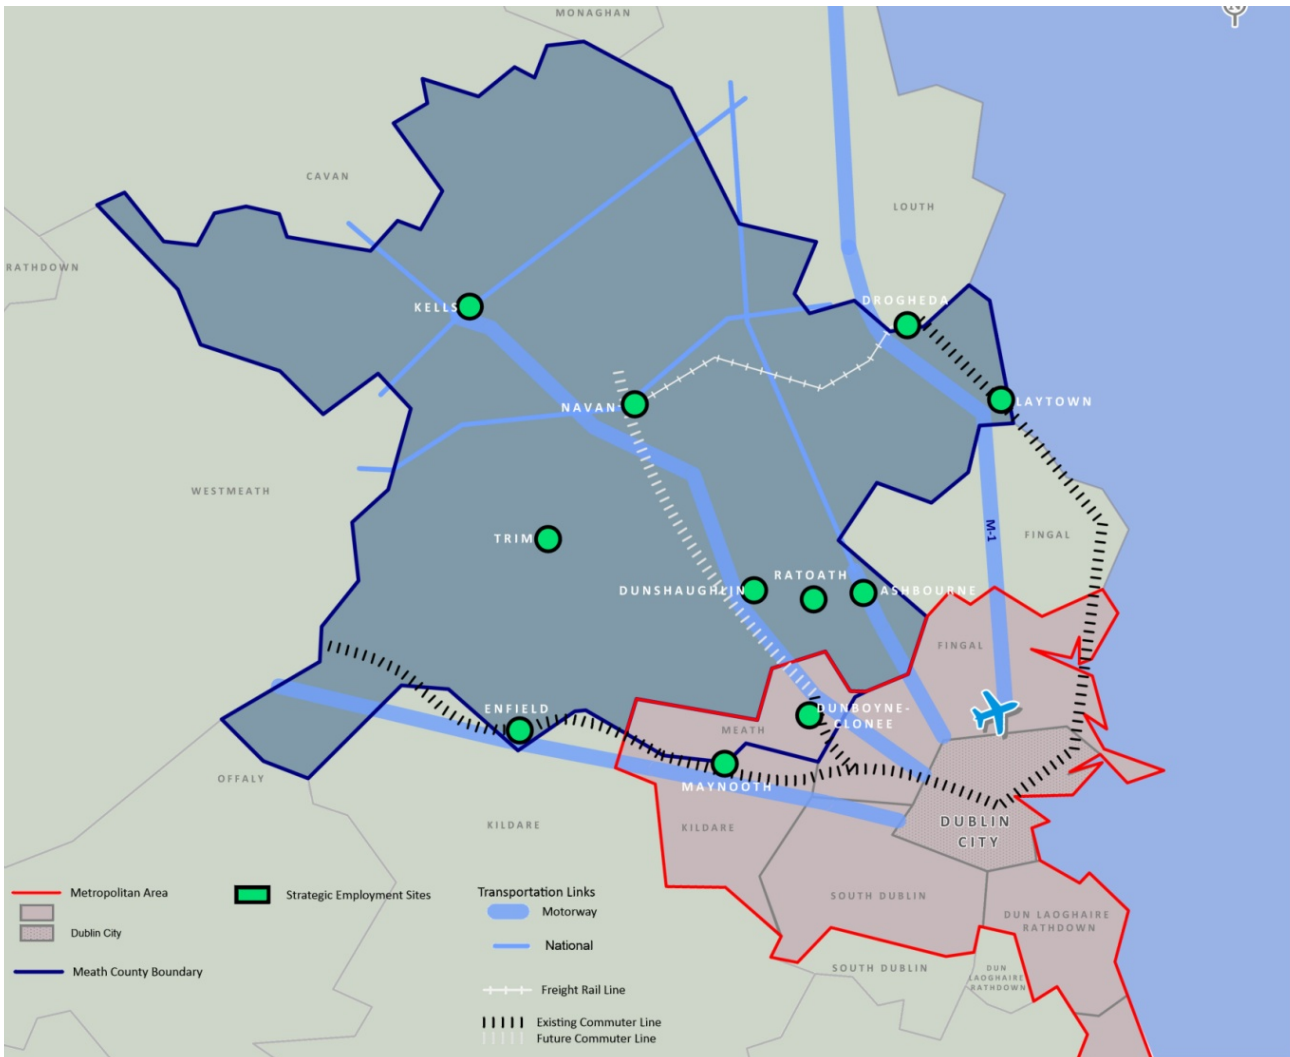 N
MONAGHAN
CAVAN
LOUTH
RATHDOWN
DROGHEDA
KELLS
LAYTOWN
NAVAN
WESTMEATH
M-1
FINGAL
TRIM
RATOATH
DUNSHAUGHLIN
ASHBOURNE
FINGAL
ENFIELD
DUNBOYNE-
CLONEE
MEATH
OFFALY
MAYNOOTH
KILDARE
KILDARE
DUBLIN
CITY
SOUTH DUBLIN
DUN LAOGHAIRE
RATHDOWN
SOUTH DUBLIN
DUN
LAOGHAIRE
RATHDOWN
Metropolitan Area
Dublin City
Meath County Boundary
Strategic Employment Sites
Transportation Links
Motorway
National
Freight Rail Line
Existing Commuter Line
Future Commuter Line